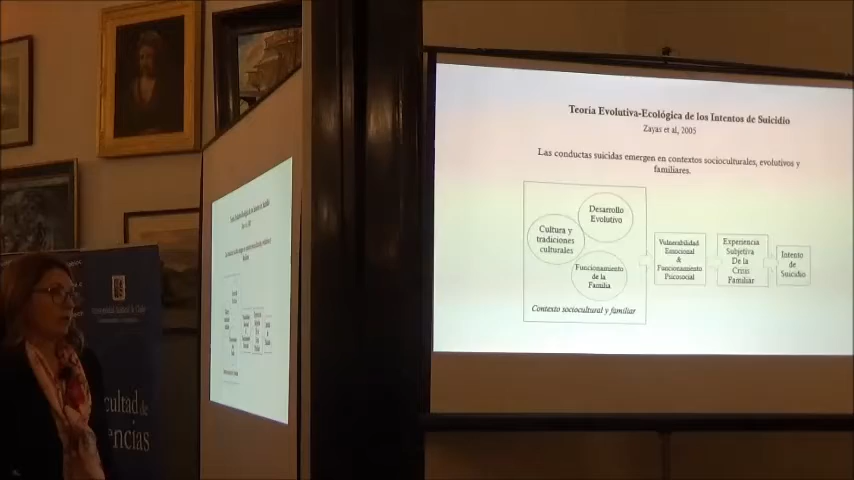 Teoría Evolutiva-Ecológica de los Intentos de Suicidio
Zayas et al, 2005
Las conductas suicidas emergen en contextos socioculturales, evolutivos y
familiares.
Desarrollo
Evolutivo
Cultura y
tradiciones
culturales
Funcionamiento
de la
Familia
Contexto sociocultural y familiar
Vulnerabilidad
Emocional
&
Funcionamiento
Psicosocial
Experiencia
Subjetiva
De la
Crisis
Familiar
Intento
de
Suicidio